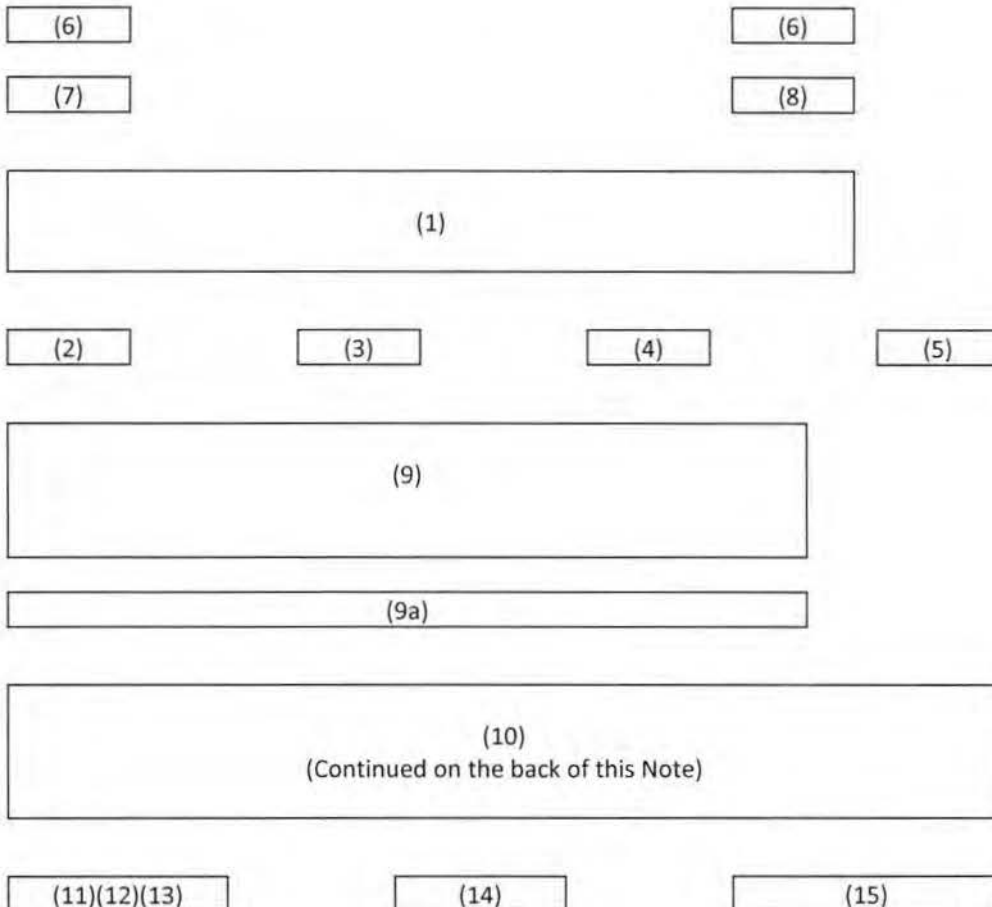 (6) (6)
(7) (8)
(1)
(2) (3) (4) (5)
(9)
(9a)
(10)
(Continued on the back of this Note)
(11)(12)(13) (14) (15)